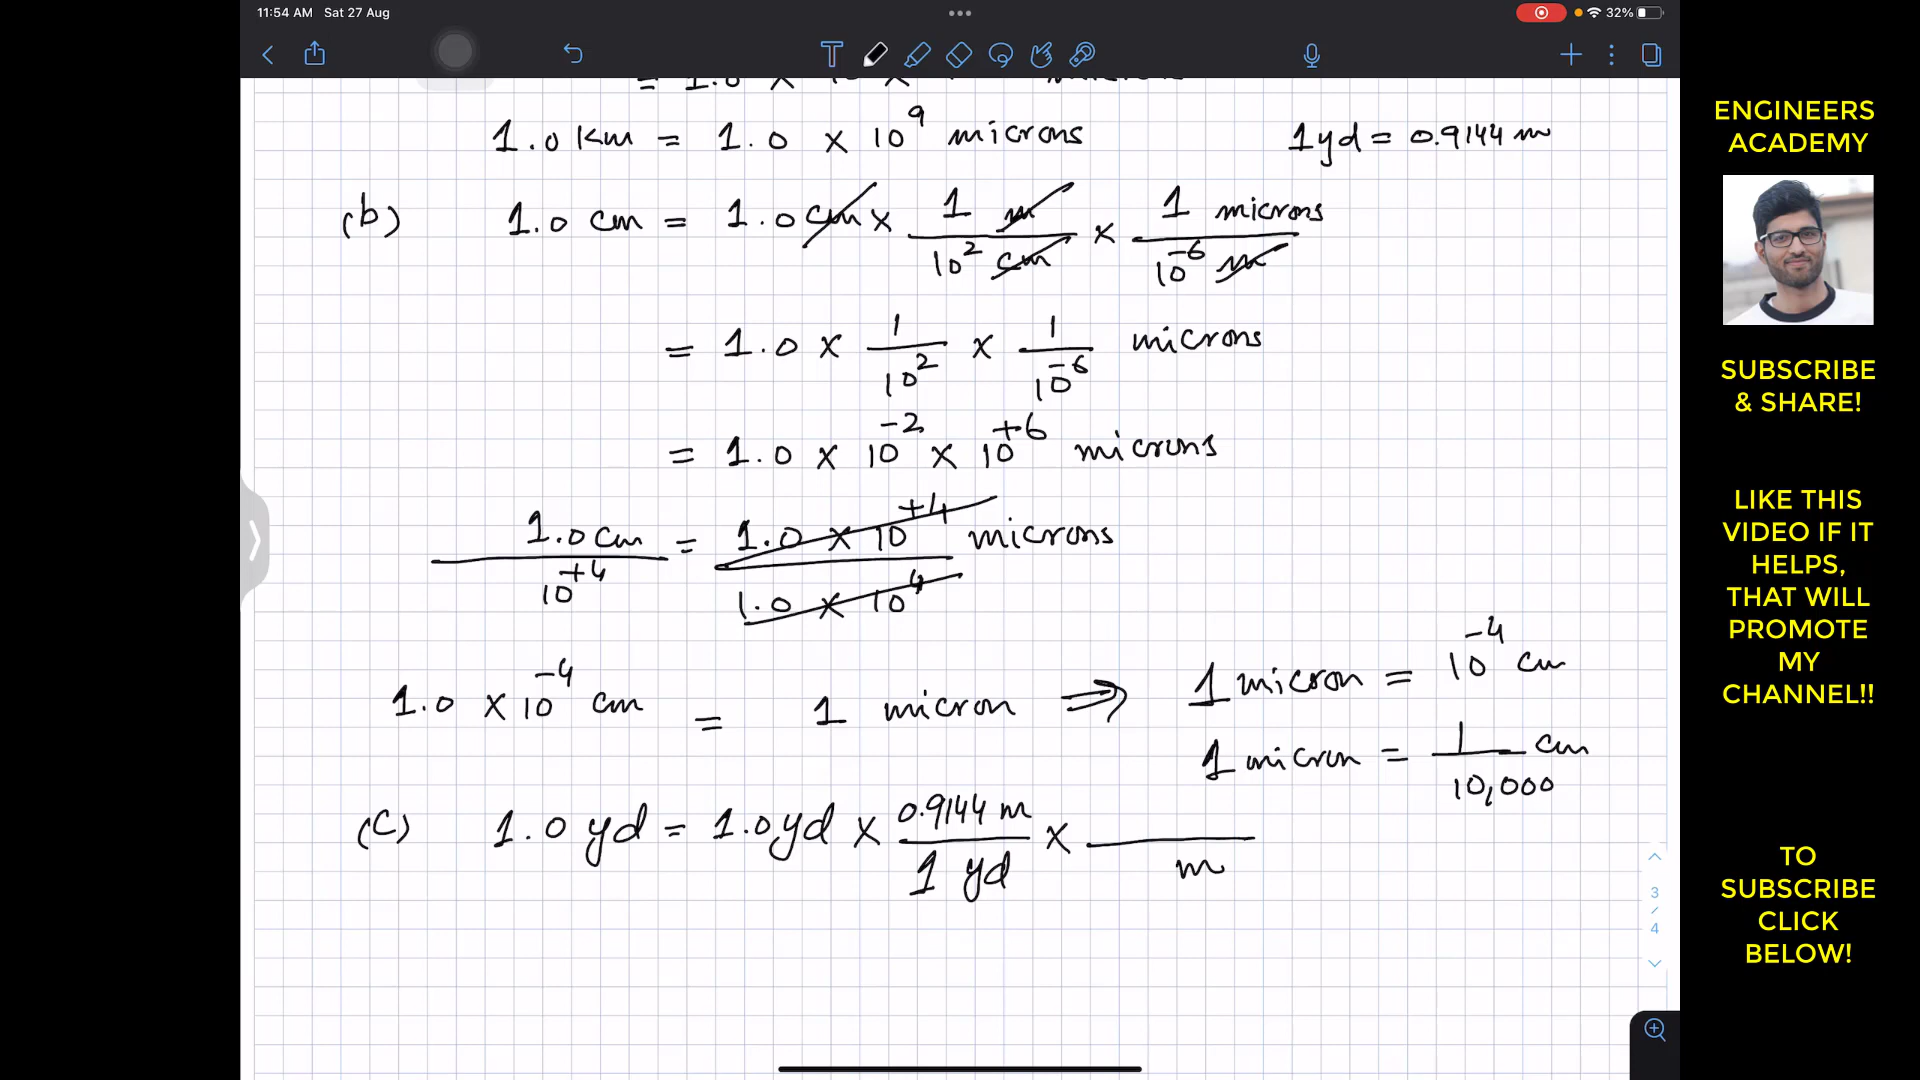 11:54 AM Sat 27 Aug
32%
1.0 km = 1.0 × 10^9 microns
1 yd = 0.9144 m
(b) 1.0 cm = 1.0 cm × 1 m / 10^2 cm × 1 microns / 10^-6 m
= 1.0 × 1 / 10^2 × 1 / 10^-6 microns
= 1.0 × 10^-2 × 10^+6 microns
1.0 cm / 10^+4 = 1.0 × 10^+4 / 1.0 × 10^4 microns
1.0 × 10^-4 cm = 1 micron ⇒ 1 micron = 10^-4 cm
1 micron = 1 / 10,000 cm
(c) 1.0 yd = 1.0 yd × 0.9144 m / 1 yd × / m
3
/
4
ENGINEERS
ACADEMY
SUBSCRIBE
& SHARE!
LIKE THIS
VIDEO IF IT
HELPS,
THAT WILL
PROMOTE
MY
CHANNEL!!
TO
SUBSCRIBE
CLICK
BELOW!